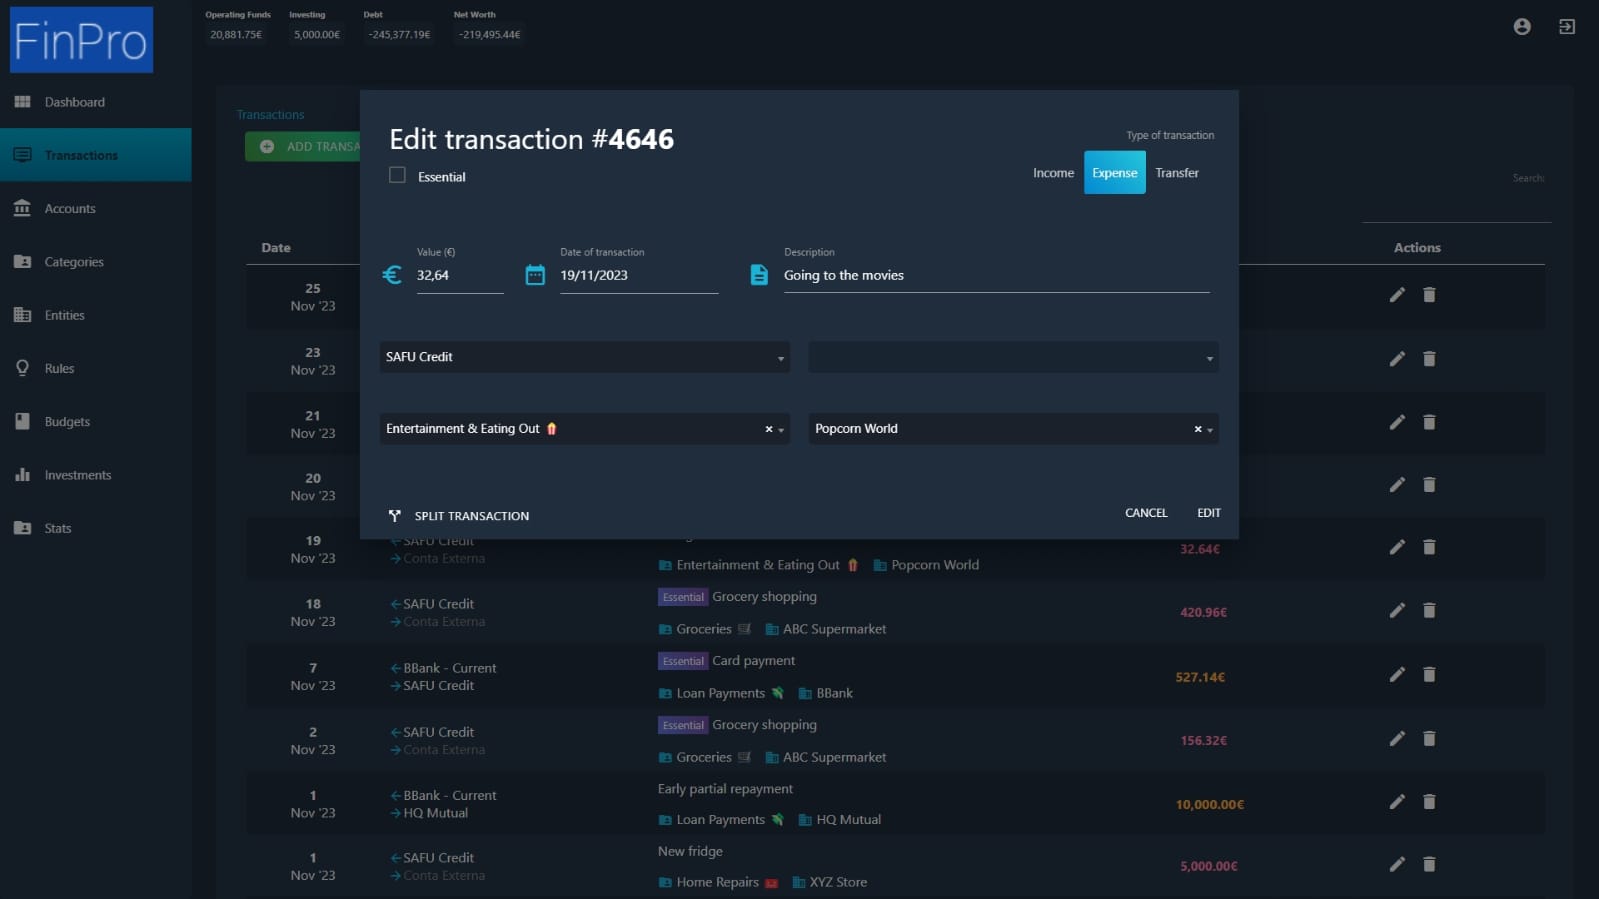 FinPro
Operating Funds Investing Debt Net Worth
20,881.75€ 5,000.00€ -245,377.19€ -219,495.44€
Dashboard
Transactions
Accounts
Categories
Entities
Rules
Budgets
Investments
Stats
Transactions
ADD TRANSA
Search:
Date Actions
Edit transaction #4646
Essential
Type of transaction
Income Expense Transfer
Value (€) Date of transaction Description
32,64 19/11/2023 Going to the movies
SAFU Credit
Entertainment & Eating Out Popcorn World
SPLIT TRANSACTION CANCEL EDIT
25
Nov '23
23
Nov '23
21
Nov '23
20
Nov '23
19 SAFU Credit 32.64€
Nov '23 Conta Externa
Entertainment & Eating Out Popcorn World
18 SAFU Credit Essential Grocery shopping 420.96€
Nov '23 Conta Externa
Groceries ABC Supermarket
7 BBank - Current Essential Card payment 527.14€
Nov '23 SAFU Credit
Loan Payments BBank
2 SAFU Credit Essential Grocery shopping 156.32€
Nov '23 Conta Externa
Groceries ABC Supermarket
1 BBank - Current Early partial repayment 10,000.00€
Nov '23 HQ Mutual
Loan Payments HQ Mutual
1 SAFU Credit New fridge 5,000.00€
Nov '23 Conta Externa
Home Repairs XYZ Store